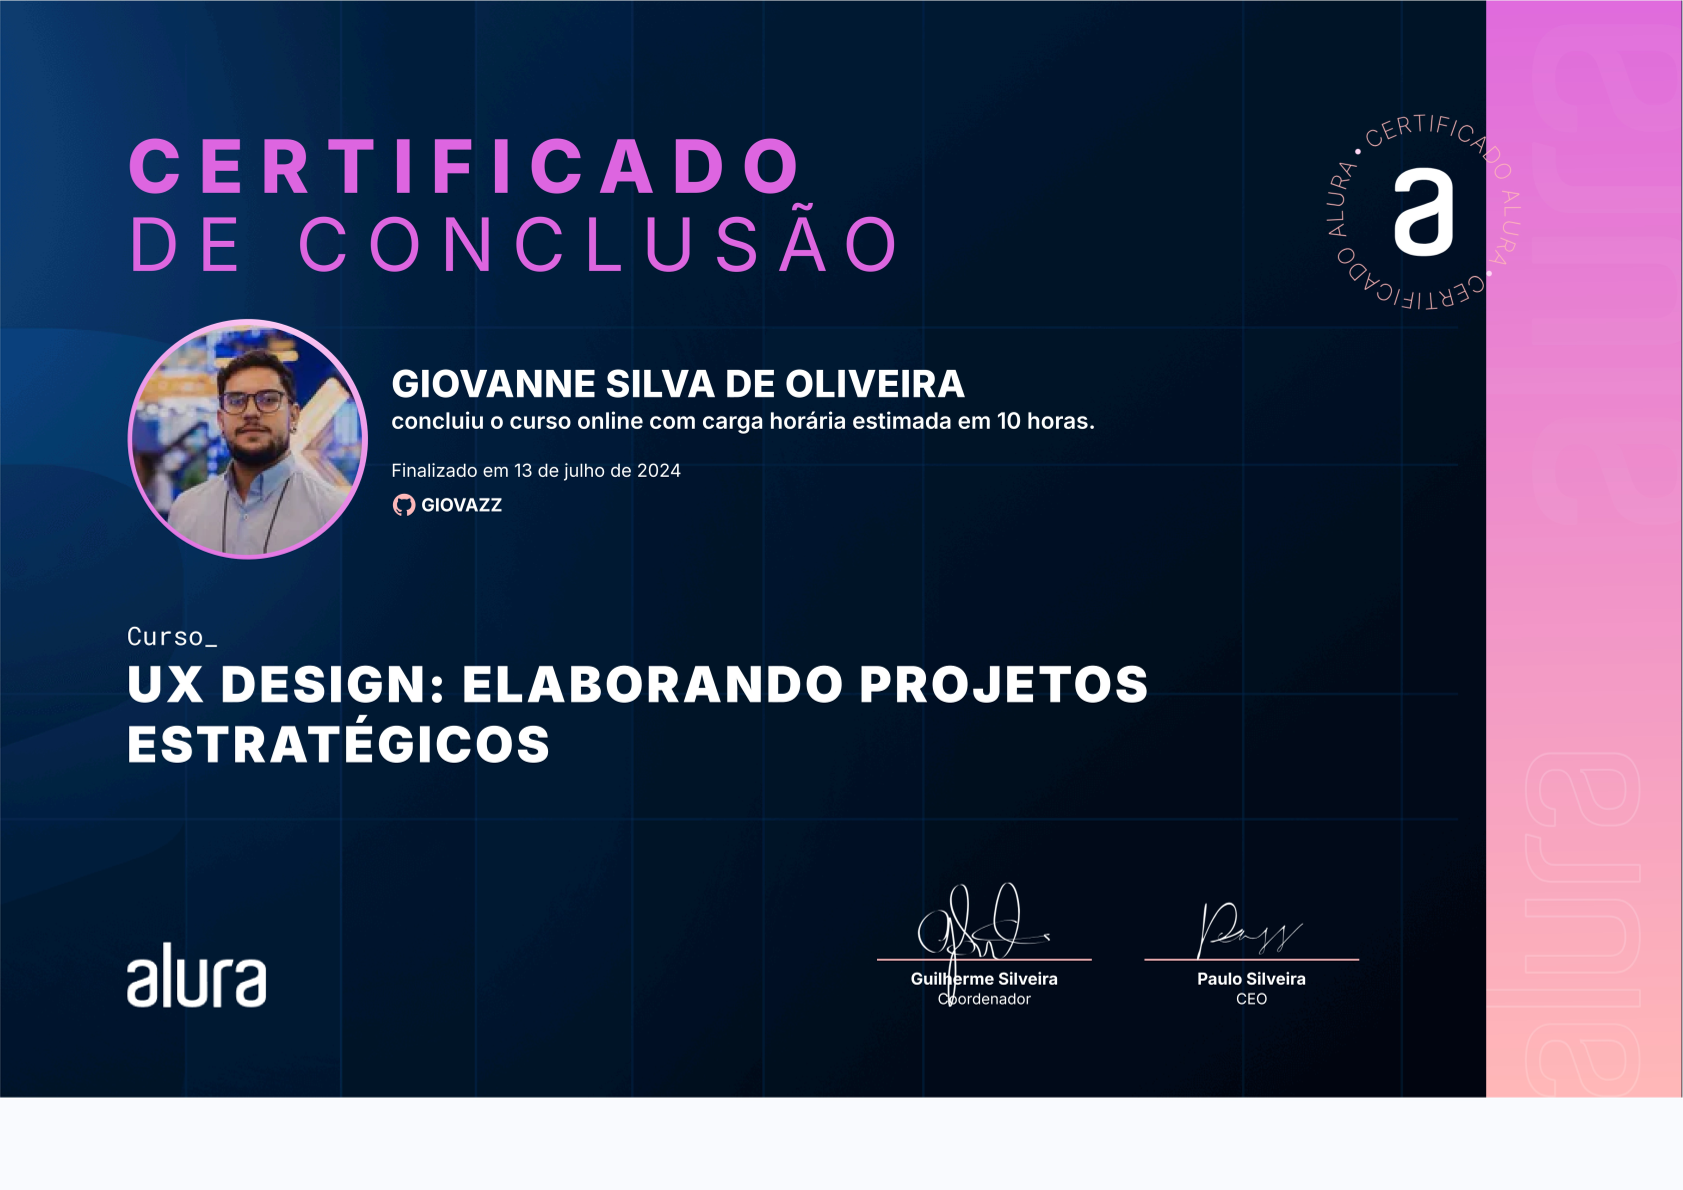 CERTIFICADO
DE CONCLUSÃO
CERTIFICADO ALURA • CERTIFICADO ALURA •
a
GIOVANNE SILVA DE OLIVEIRA
concluiu o curso online com carga horária estimada em 10 horas.
Finalizado em 13 de julho de 2024
GIOVAZZ
Curso_
UX DESIGN: ELABORANDO PROJETOS
ESTRATÉGICOS
alura
Guilherme Silveira
Coordenador
Paulo Silveira
CEO
alura
alura